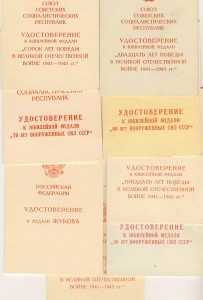 СОЮЗ
СОВЕТСКИХ
СОЦИАЛИСТИЧЕСКИХ
РЕСПУБЛИК
УДОСТОВЕРЕНИЕ
К ЮБИЛЕЙНОЙ МЕДАЛИ
"СОРОК ЛЕТ ПОБЕДЫ
В ВЕЛИКОЙ ОТЕЧЕСТВЕННОЙ
ВОЙНЕ 1941—1945 гг."
СОЮЗ
СОВЕТСКИХ
СОЦИАЛИСТИЧЕСКИХ
РЕСПУБЛИК
УДОСТОВЕРЕНИЕ
К ЮБИЛЕЙНОЙ МЕДАЛИ
"ДВАДЦАТЬ ЛЕТ ПОБЕДЫ
В ВЕЛИКОЙ ОТЕЧЕСТВЕННОЙ
ВОЙНЕ 1941—1945 гг."
СОЦИАЛИСТИЧЕСКИХ
РЕСПУБЛИК
УДОСТОВЕРЕНИЕ
К ЮБИЛЕЙНОЙ МЕДАЛИ
"70 ЛЕТ ВООРУЖЕННЫХ СИЛ СССР"
УДОСТОВЕРЕНИЕ
К ЮБИЛЕЙНОЙ МЕДАЛИ
"60 ЛЕТ ВООРУЖЕННЫХ СИЛ СССР"
РОССИЙСКАЯ
ФЕДЕРАЦИЯ
УДОСТОВЕРЕНИЕ
К МЕДАЛИ ЖУКОВА
УДОСТОВЕРЕНИЕ
К ЮБИЛЕЙНОЙ МЕДАЛИ
"ТРИДЦАТЬ ЛЕТ ПОБЕДЫ
В ВЕЛИКОЙ ОТЕЧЕСТВЕННОЙ
ВОЙНЕ 1941—1945 гг."
УДОСТОВЕРЕНИЕ
К ЮБИЛЕЙНОЙ МЕДАЛИ
ЛЕТ ВООРУЖЕННЫХ СИЛ СССР"
В ВЕЛИКОЙ ОТЕЧЕСТВЕННОЙ
ВОЙНЕ 1941—1945 гг."